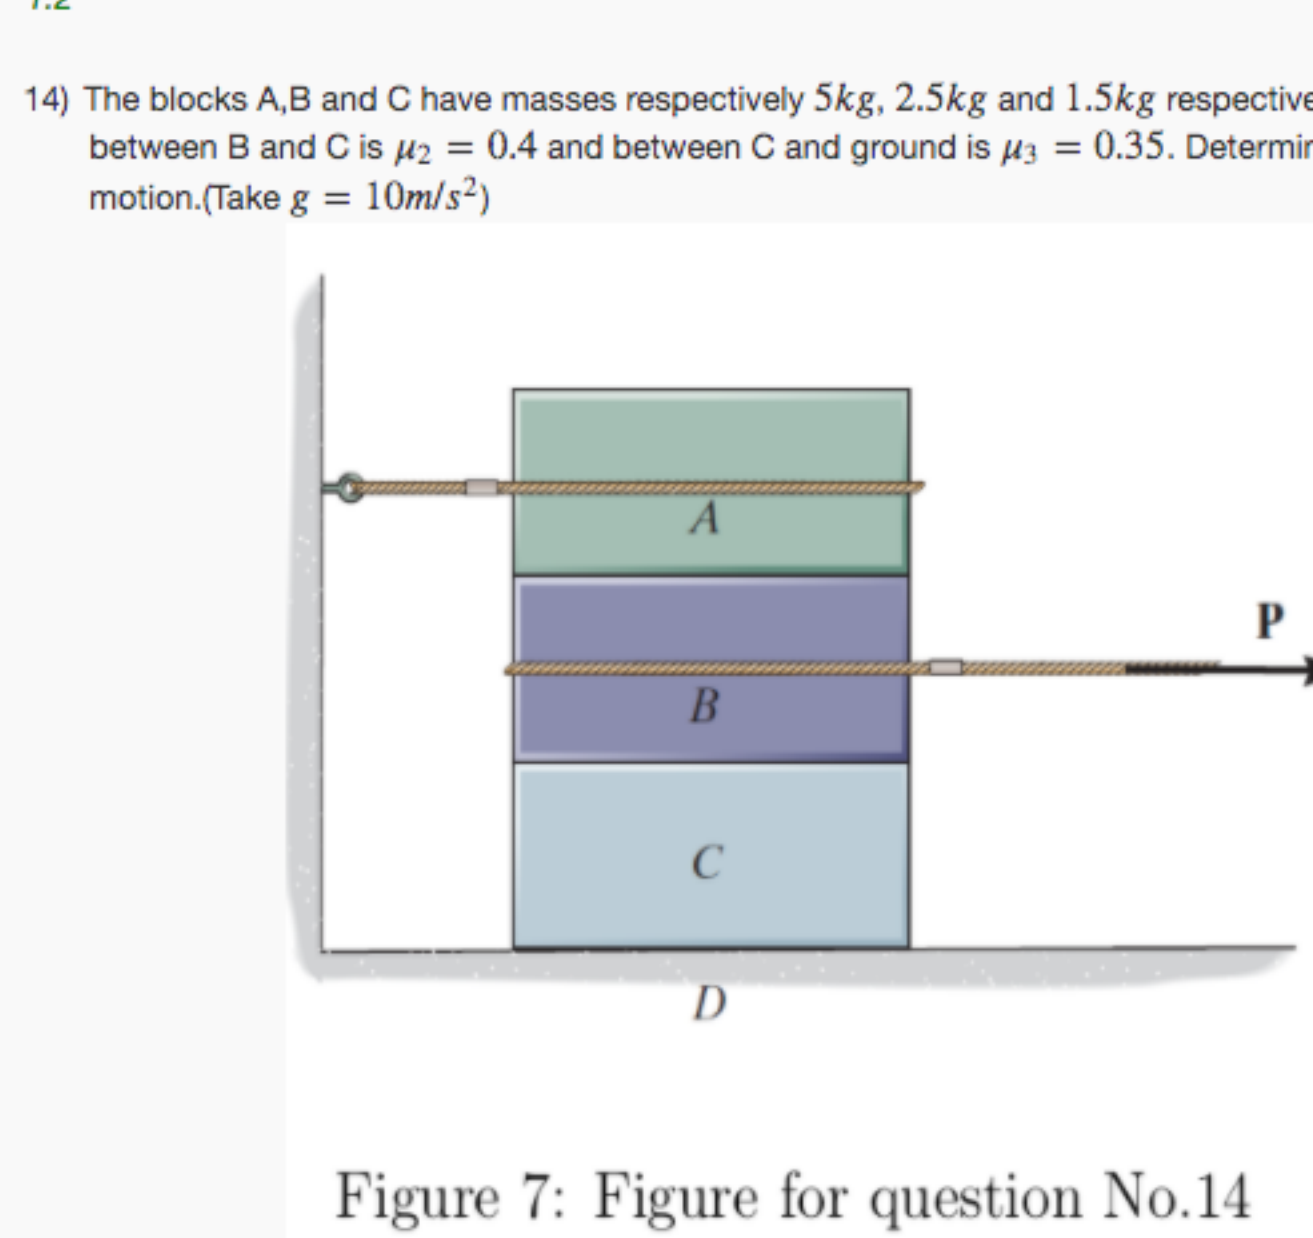 14) The blocks A,B and C have masses respectively 5kg, 2.5kg and 1.5kg
between B and C is μ₂ = 0.4 and between C and ground is μ₃ = 0.35.
motion.(Take g = 10m/s²)
A
P
B
C
D
Figure 7: Figure for question No.14